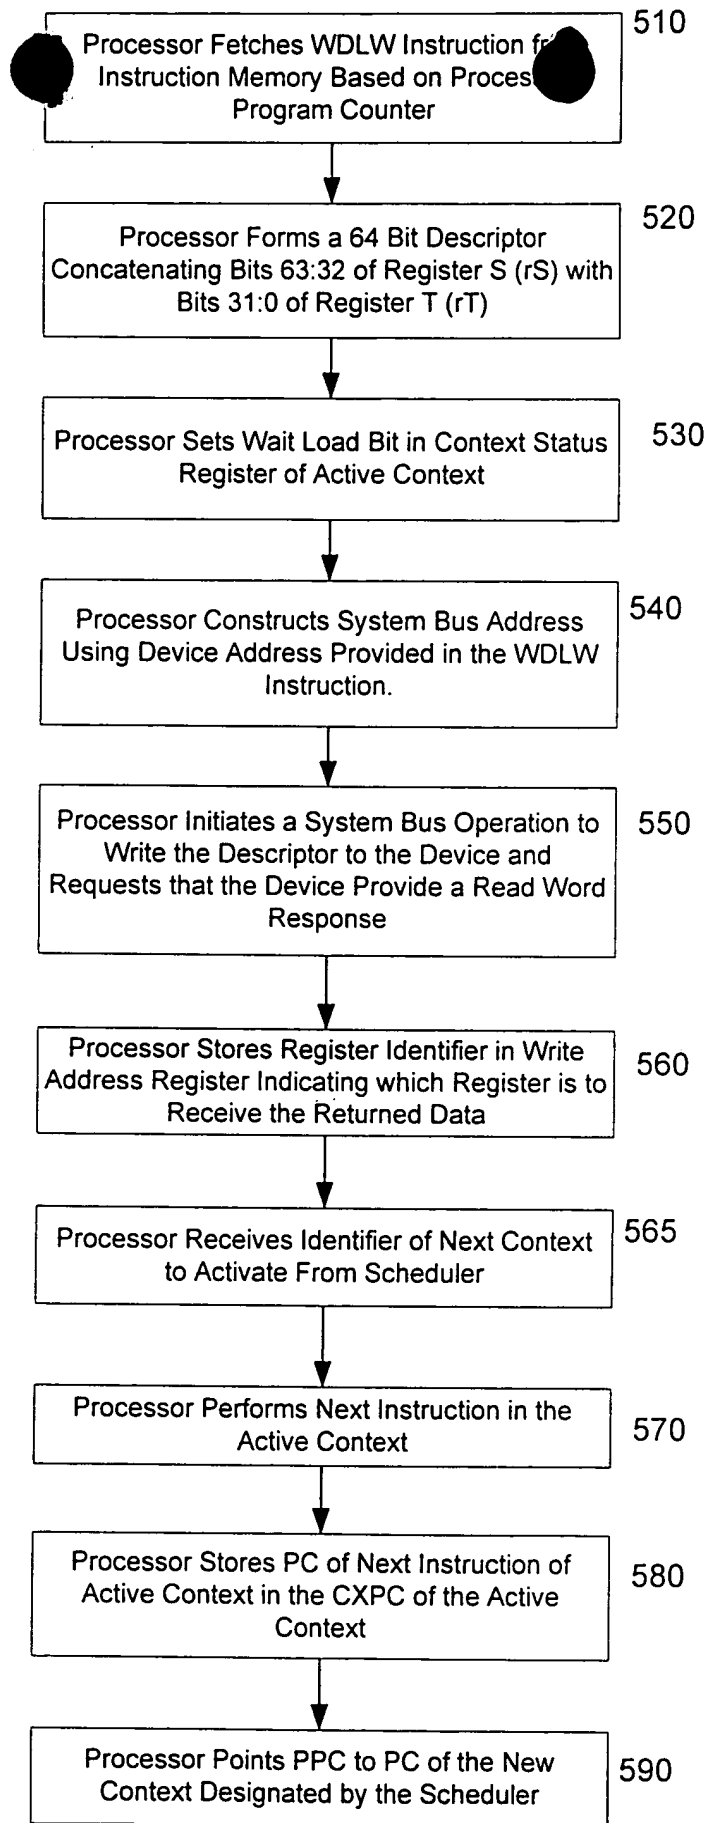 510
Processor Fetches WDLW Instruction
Instruction Memory Based on
Program Counter
520
Processor Forms a 64 Bit Descriptor
Concatenating Bits 63:32 of Register S (rS) with
Bits 31:0 of Register T (rT)
530
Processor Sets Wait Load Bit in Context Status
Register of Active Context
540
Processor Constructs System Bus Address
Using Device Address Provided in the WDLW
Instruction.
550
Processor Initiates a System Bus Operation to
Write the Descriptor to the Device and
Requests that the Device Provide a Read Word
Response
560
Processor Stores Register Identifier in Write
Address Register Indicating which Register is to
Receive the Returned Data
565
Processor Receives Identifier of Next Context
to Activate From Scheduler
570
Processor Performs Next Instruction in the
Active Context
580
Processor Stores PC of Next Instruction of
Active Context in the CXPC of the Active
Context
590
Processor Points PPC to PC of the New
Context Designated by the Scheduler